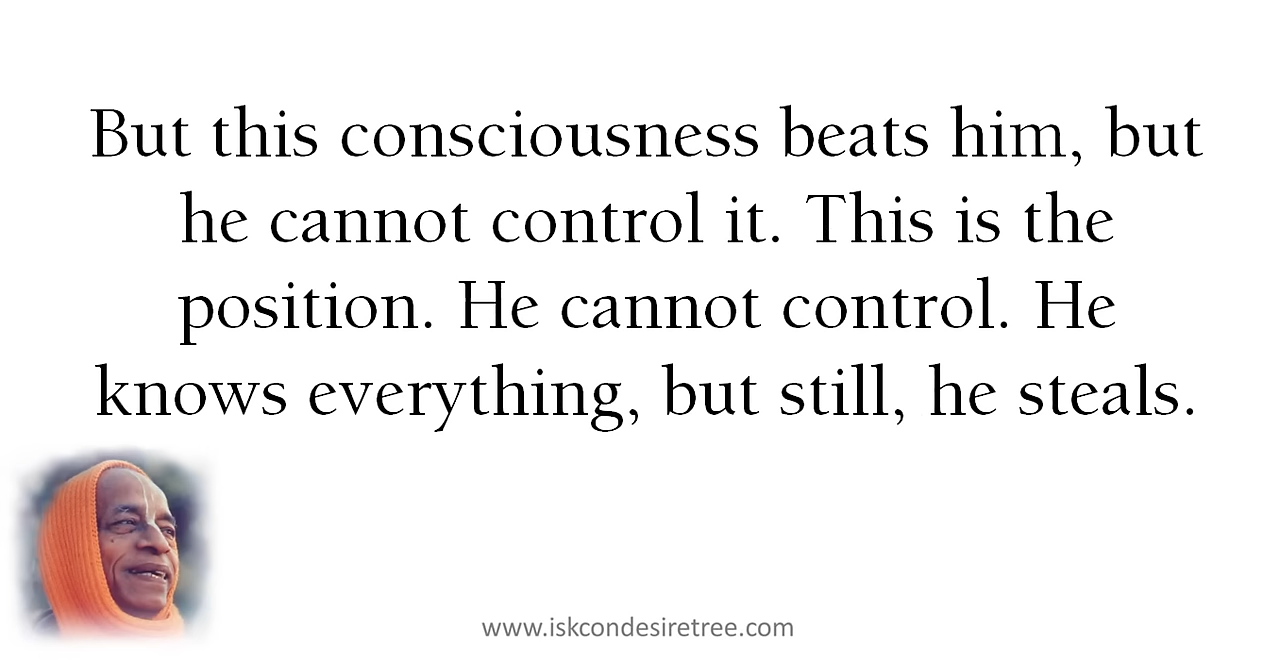 But this consciousness beats him, but
he cannot control it. This is the
position. He cannot control. He
knows everything, but still, he steals.
www.iskcondesiretree.com